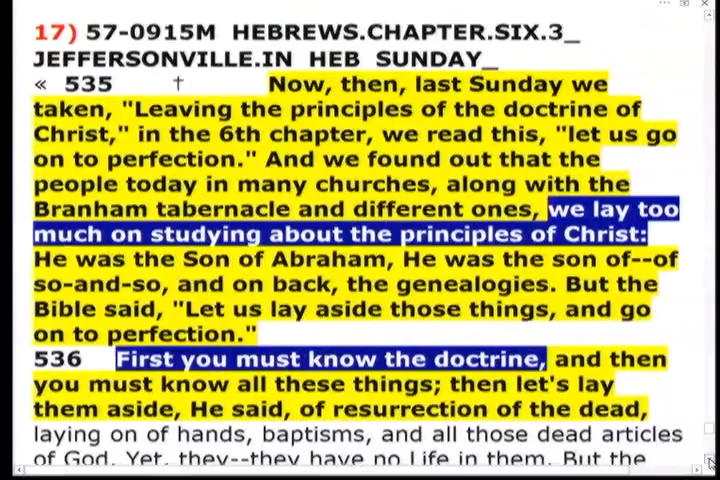 17) 57-0915M HEBREWS.CHAPTER.SIX.3_
JEFFERSONVILLE.IN HEB SUNDAY_
« 535 † Now, then, last Sunday we
taken, "Leaving the principles of the doctrine of
Christ," in the 6th chapter, we read this, "let us go
on to perfection." And we found out that the
people today in many churches, along with the
Branham tabernacle and different ones, we lay too
much on studying about the principles of Christ:
He was the Son of Abraham, He was the son of--of
so-and-so, and on back, the genealogies. But the
Bible said, "Let us lay aside those things, and go
on to perfection."
536 First you must know the doctrine, and then
you must know all these things; then let's lay
them aside, He said, of resurrection of the dead,
laying on of hands, baptisms, and all those dead articles
of God. Yet, they--they have no Life in them. But the